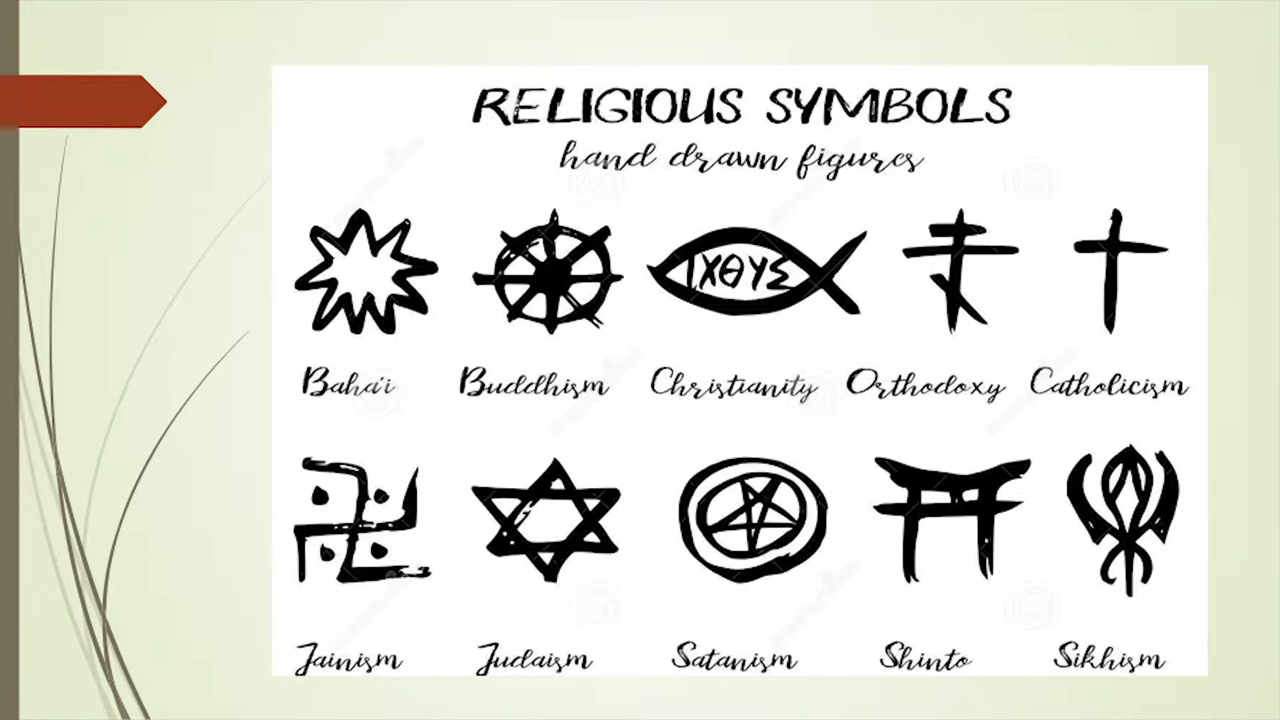 RELIGIOUS SYMBOLS
hand drawn figures
ΙΧΘΥΣ
Baha'i Buddhism Christianity Orthodoxy Catholicism
Jainism Judaism Satanism Shinto Sikhism